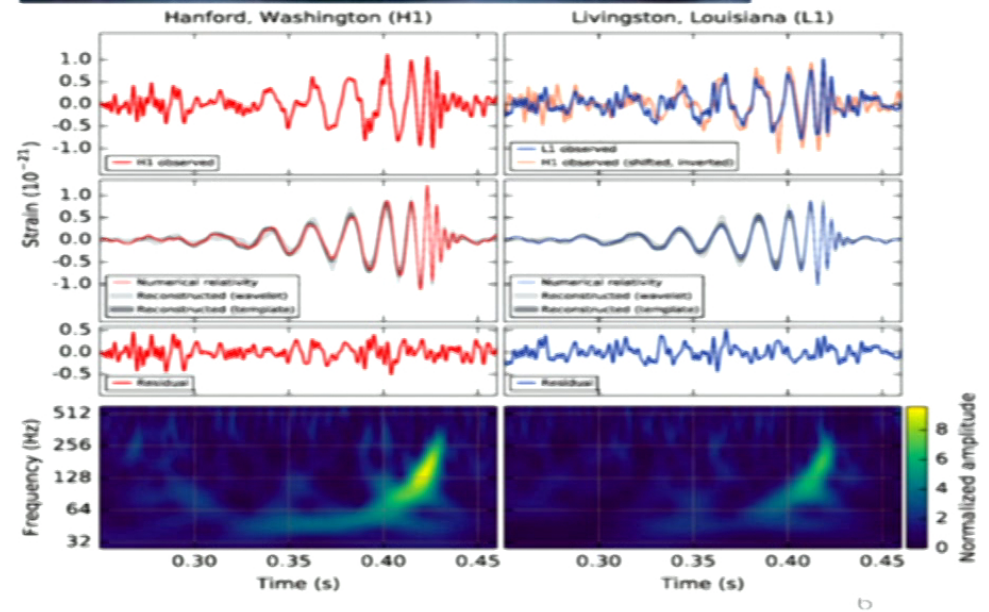 Hanford, Washington (H1)
Livingston, Louisiana (L1)
Strain (10⁻²¹)
1.0
0.5
0.0
-0.5
-1.0
H1 observed
L1 observed
H1 observed (shifted, inverted)
1.0
0.5
0.0
-0.5
-1.0
Numerical relativity
Reconstructed (wavelet)
Reconstructed (template)
Numerical relativity
Reconstructed (wavelet)
Reconstructed (template)
0.5
0.0
-0.5
Residual
Residual
Frequency (Hz)
512
256
128
64
32
0.30 0.35 0.40 0.45
Time (s)
0.30 0.35 0.40 0.45
Time (s)
8
6
4
2
0
Normalized amplitude